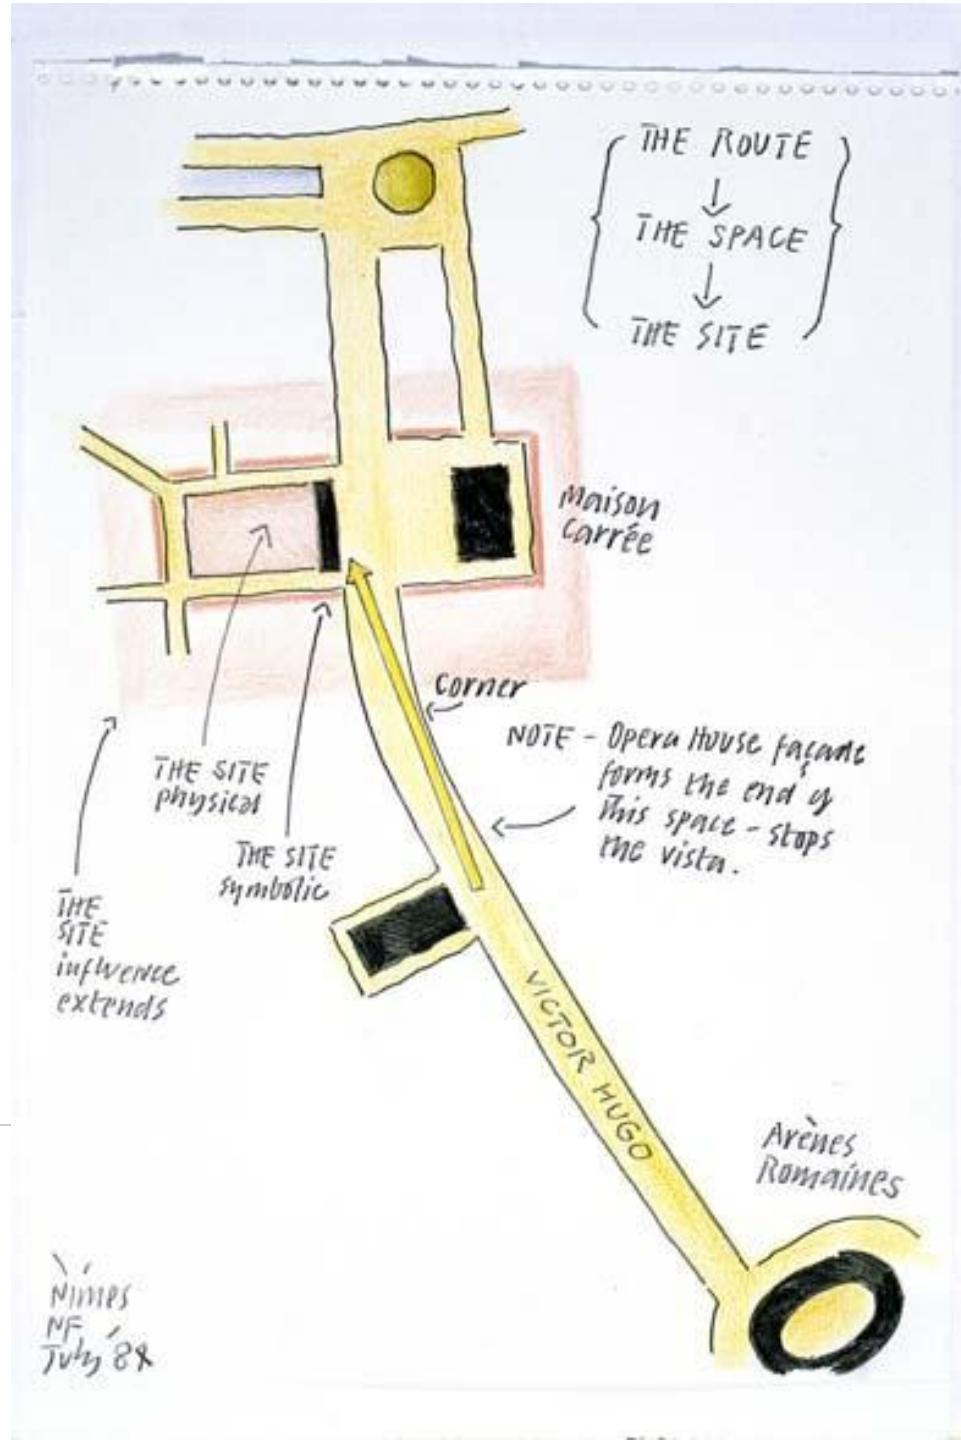 THE ROUTE
↓
THE SPACE
↓
THE SITE
Maison
Carrée
Corner
NOTE - Opera House façade
forms the end of
this space - stops
the vista.
THE SITE
physical
THE SITE
symbolic
THE
SITE
influence
extends
VICTOR HUGO
Arènes
Romaines
Nîmes
NF
July '84